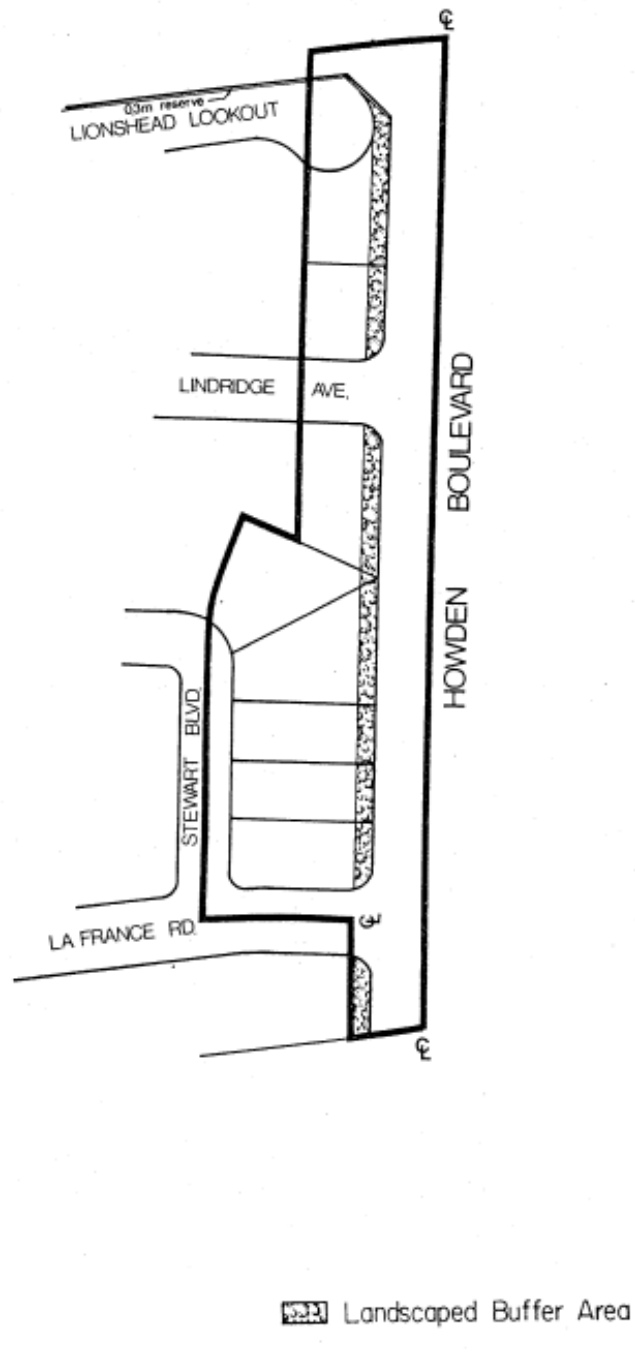 ℄
0.3m reserve
LIONSHEAD LOOKOUT
LINDRIDGE AVE.
HOWDEN BOULEVARD
STEWART BLVD.
℄
LA FRANCE RD.
℄
Landscaped Buffer Area